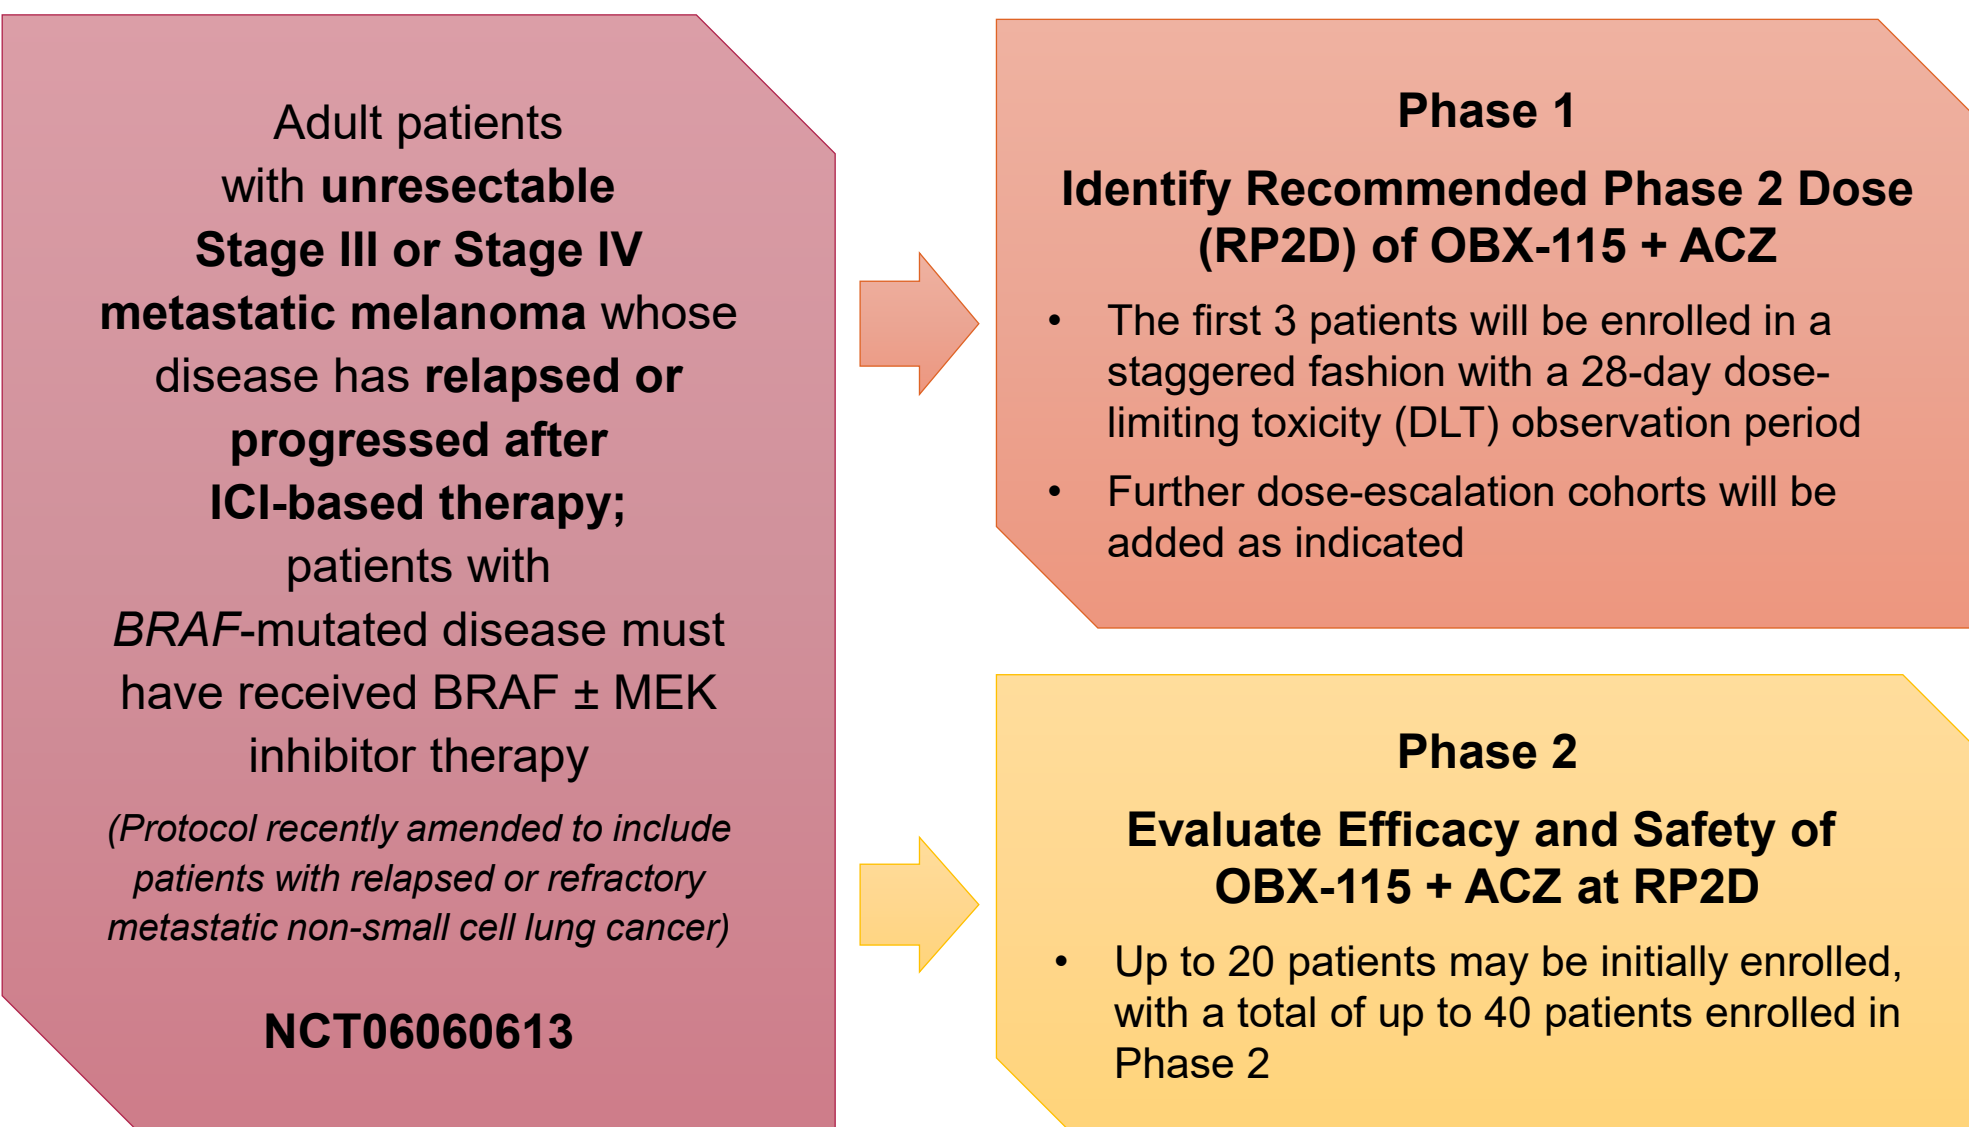 Adult patients
with unresectable
Stage III or Stage IV
metastatic melanoma whose
disease has relapsed or
progressed after
ICI-based therapy;
patients with
BRAF-mutated disease must
have received BRAF ± MEK
inhibitor therapy
(Protocol recently amended to include
patients with relapsed or refractory
metastatic non-small cell lung cancer)
NCT06060613
Phase 1
Identify Recommended Phase 2 Dose
(RP2D) of OBX-115 + ACZ
• The first 3 patients will be enrolled in a
staggered fashion with a 28-day dose-
limiting toxicity (DLT) observation period
• Further dose-escalation cohorts will be
added as indicated
Phase 2
Evaluate Efficacy and Safety of
OBX-115 + ACZ at RP2D
• Up to 20 patients may be initially enrolled,
with a total of up to 40 patients enrolled in
Phase 2